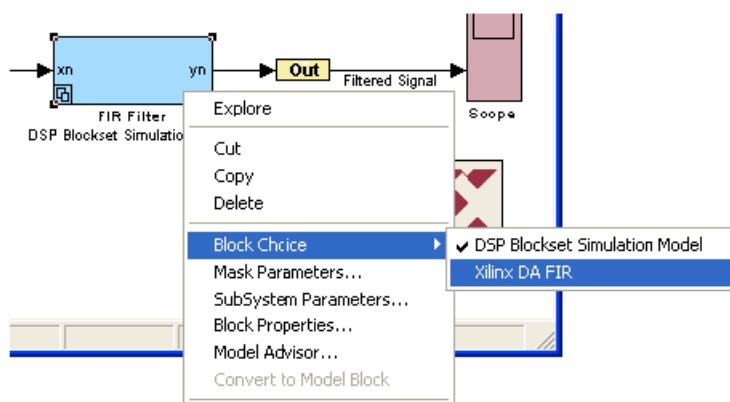 xn
yn
Out
Filtered Signal
FIR Filter
DSP Blockset Simulatio
Scope
Explore
Cut
Copy
Delete
Block Choice
Mask Parameters...
SubSystem Parameters...
Block Properties...
Model Advisor...
Convert to Model Block
DSP Blockset Simulation Model
Xilinx DA FIR